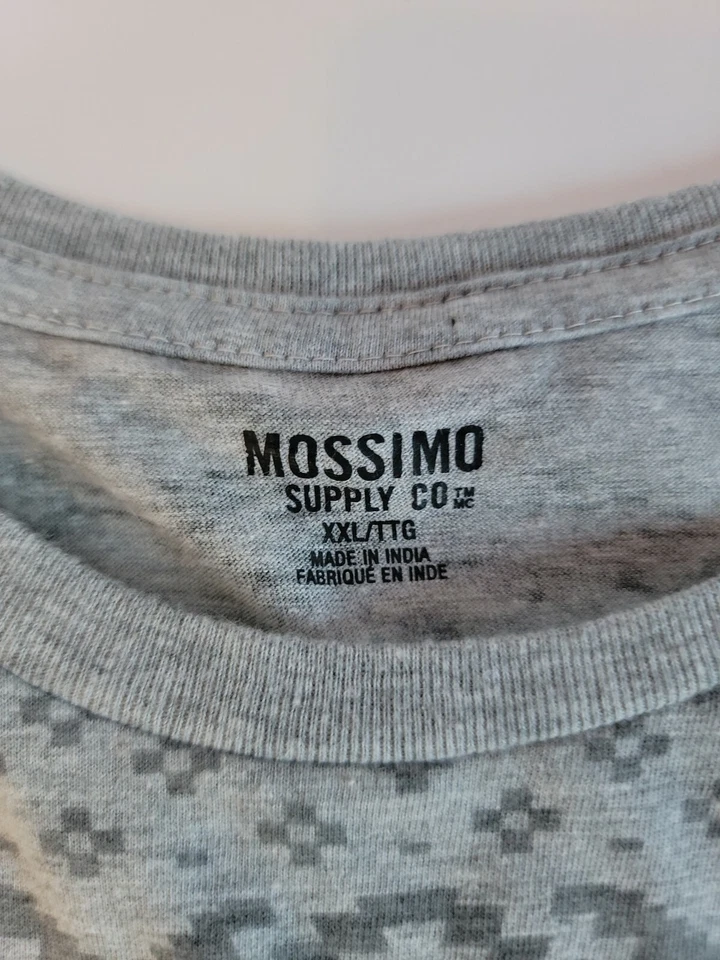 MOSSIMO
SUPPLY CO TM MC
XXL/TTG
MADE IN INDIA
FABRIQUÉ EN INDE